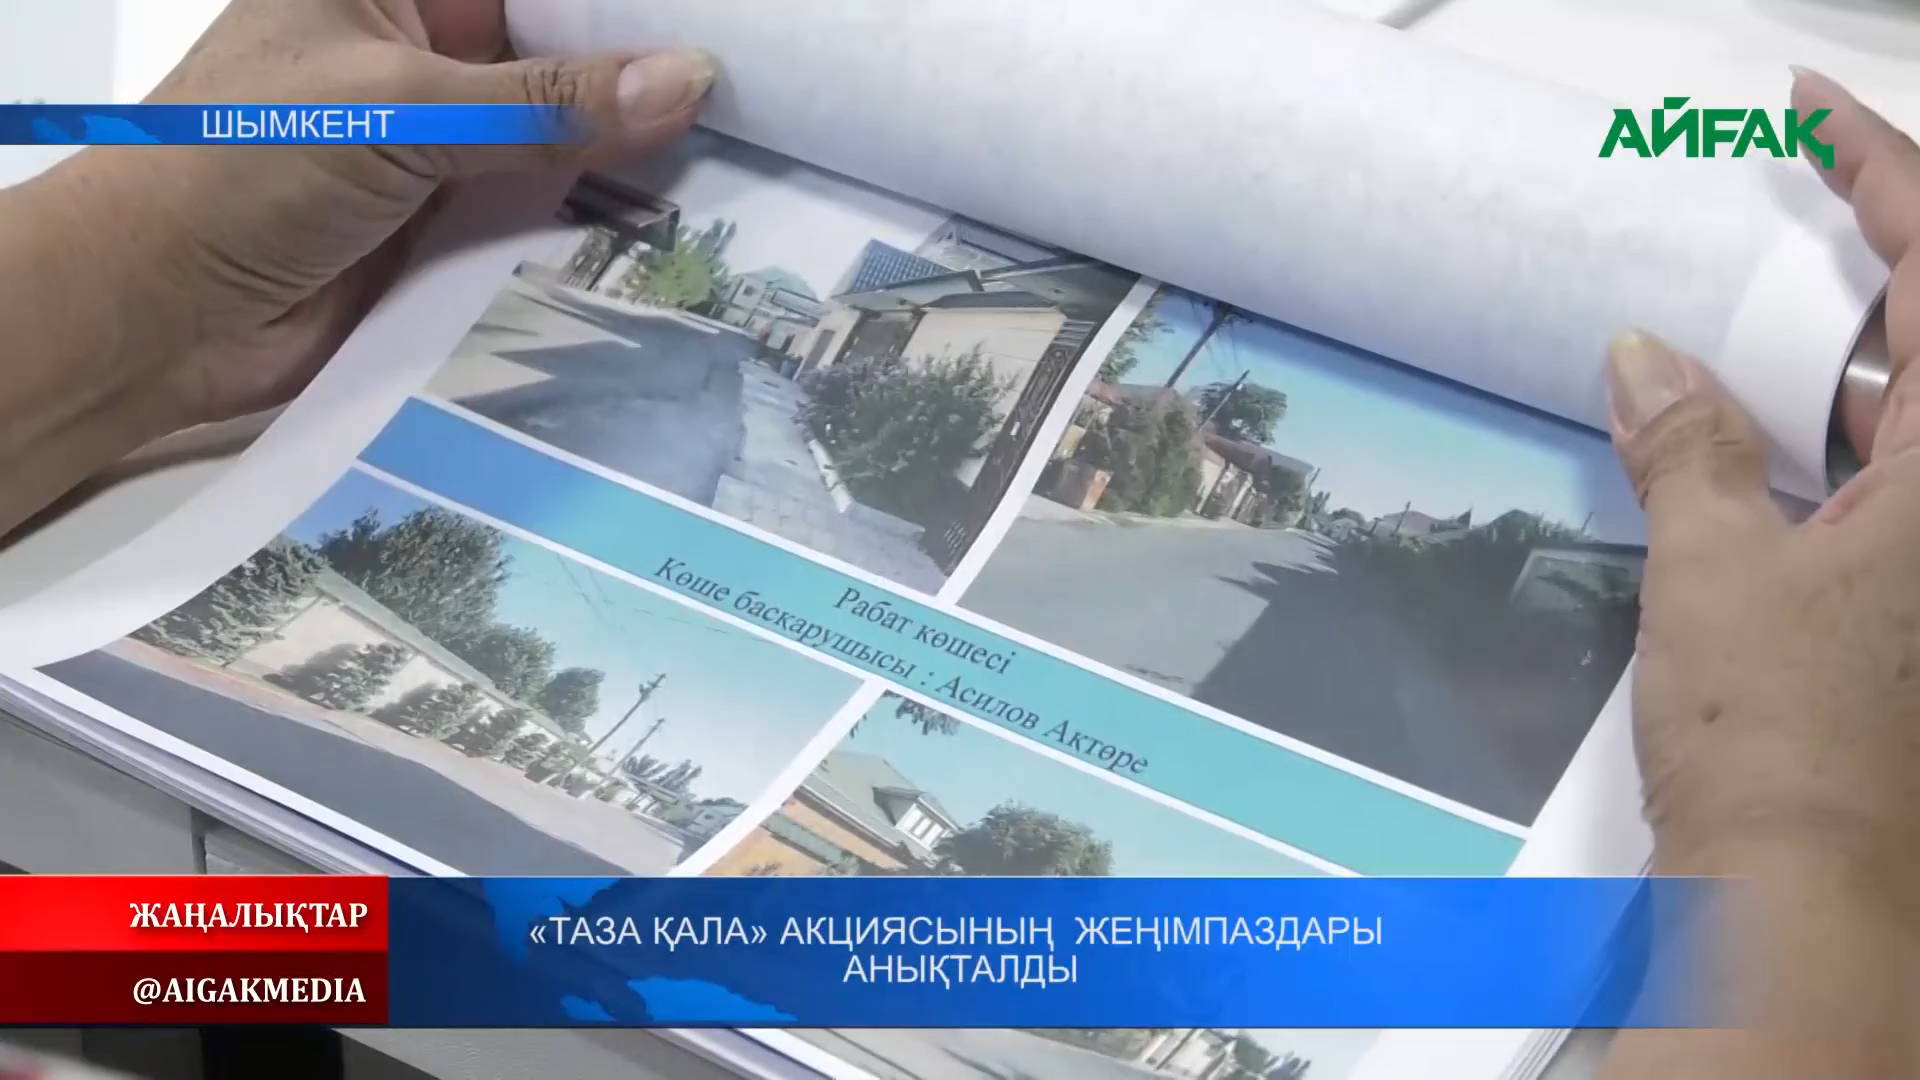 ШЫМКЕНТ
АЙҒАҚ
Рабат көшесі
Көше басқарушысы : Асилов Актөре
ЖАҢАЛЫҚТАР
@AIGAKMEDIA
«ТАЗА ҚАЛА» АКЦИЯСЫНЫҢ ЖЕҢІМПАЗДАРЫ
АНЫҚТАЛДЫ